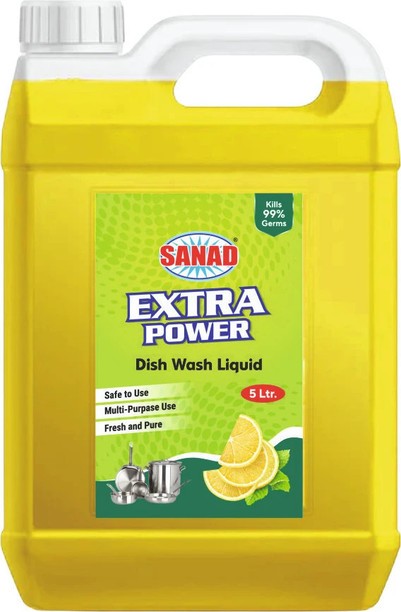 Kills
99%
Germs
SANAD®
EXTRA
POWER
Dish Wash Liquid
5 Ltr.
Safe to Use
Multi-Purpase Use
Fresh and Pure